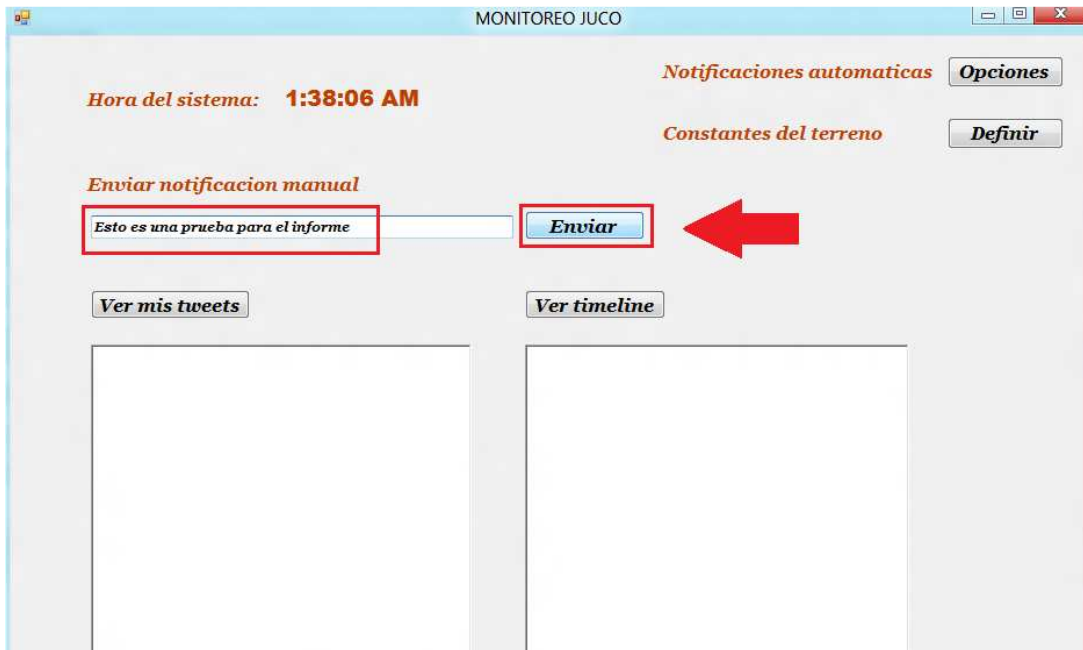 MONITOREO JUCO
Notificaciones automaticas Opciones
Hora del sistema: 1:38:06 AM
Constantes del terreno Definir
Enviar notificacion manual
Esto es una prueba para el informe Enviar
Ver mis tweets Ver timeline